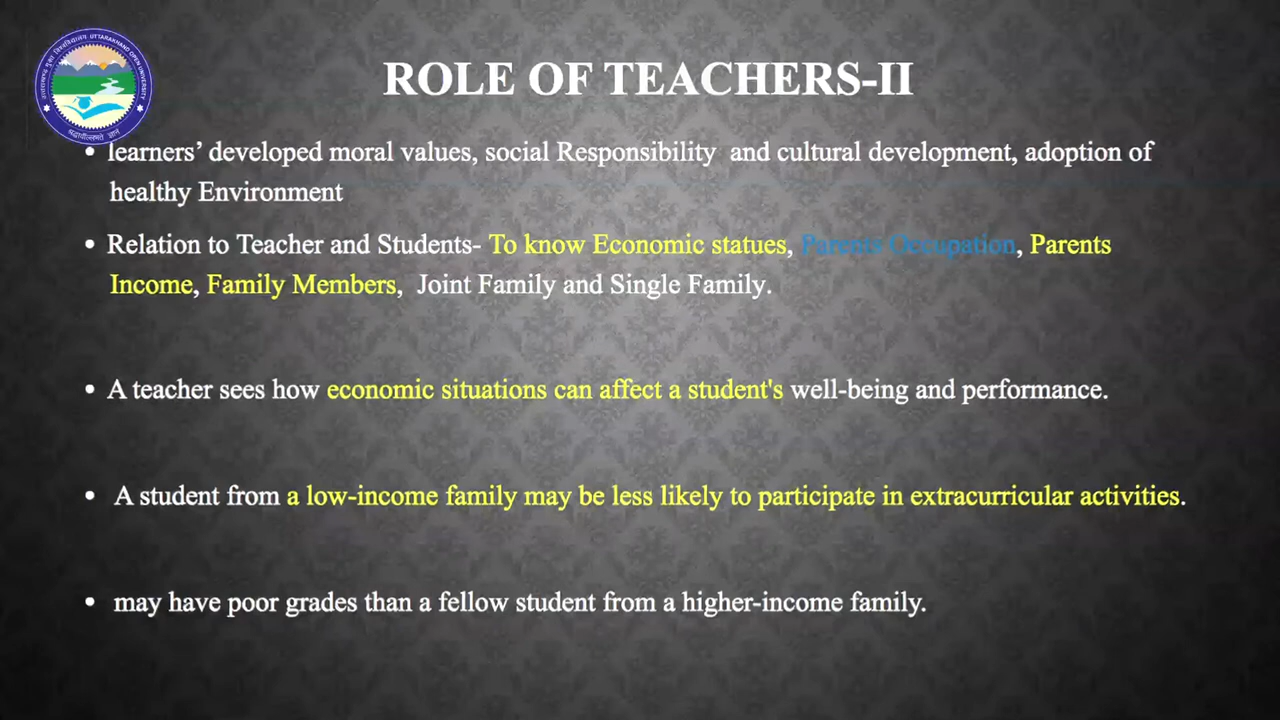 UTTARAKHAND OPEN UNIVERSITY
ROLE OF TEACHERS-II
• learners’ developed moral values, social Responsibility and cultural development, adoption of
healthy Environment
• Relation to Teacher and Students- To know Economic statues, Parents Occupation, Parents
Income, Family Members, Joint Family and Single Family.
• A teacher sees how economic situations can affect a student's well-being and performance.
• A student from a low-income family may be less likely to participate in extracurricular activities.
• may have poor grades than a fellow student from a higher-income family.